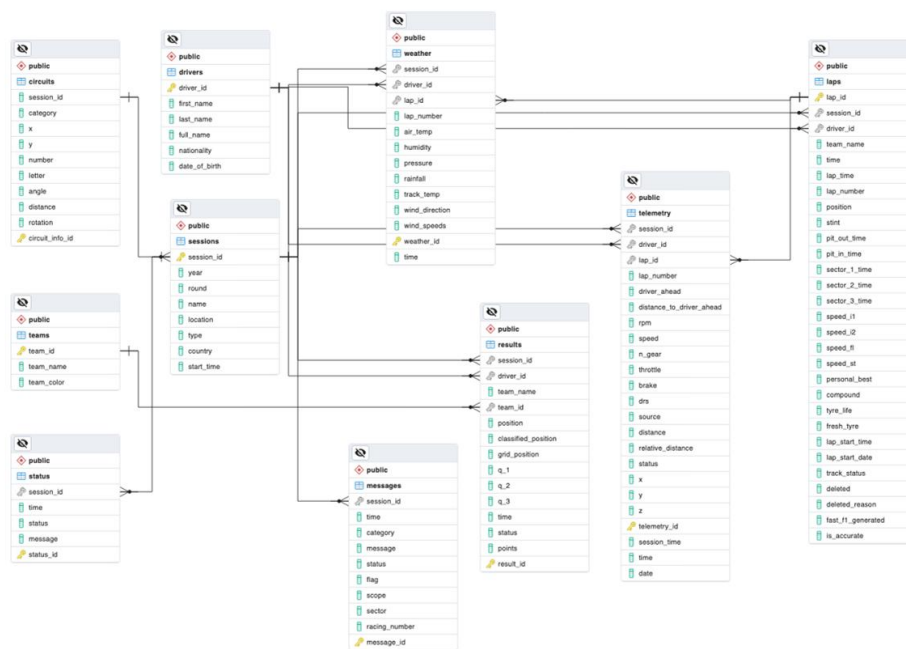 public
circuits
session_id
category
x
y
number
letter
angle
distance
rotation
circuit_info_id
public
drivers
driver_id
first_name
last_name
full_name
nationality
date_of_birth
public
weather
session_id
driver_id
lap_id
lap_number
air_temp
humidity
pressure
rainfall
track_temp
wind_direction
wind_speeds
weather_id
time
public
laps
lap_id
session_id
driver_id
team_name
time
lap_time
lap_number
position
stint
pit_out_time
pit_in_time
sector_1_time
sector_2_time
sector_3_time
speed_i1
speed_i2
speed_fl
speed_st
personal_best
compound
tyre_life
fresh_tyre
lap_start_time
lap_start_date
track_status
deleted
deleted_reason
fast_f1_generated
is_accurate
public
sessions
session_id
year
round
name
location
type
country
start_time
public
telemetry
session_id
driver_id
lap_id
lap_number
driver_ahead
distance_to_driver_ahead
rpm
speed
n_gear
throttle
brake
drs
source
distance
relative_distance
status
x
y
z
telemetry_id
session_time
time
date
public
teams
team_id
team_name
team_color
public
results
session_id
driver_id
team_name
team_id
position
classified_position
grid_position
q_1
q_2
q_3
time
status
points
result_id
public
status
session_id
time
status
message
status_id
public
messages
session_id
time
category
message
status
flag
scope
sector
racing_number
message_id